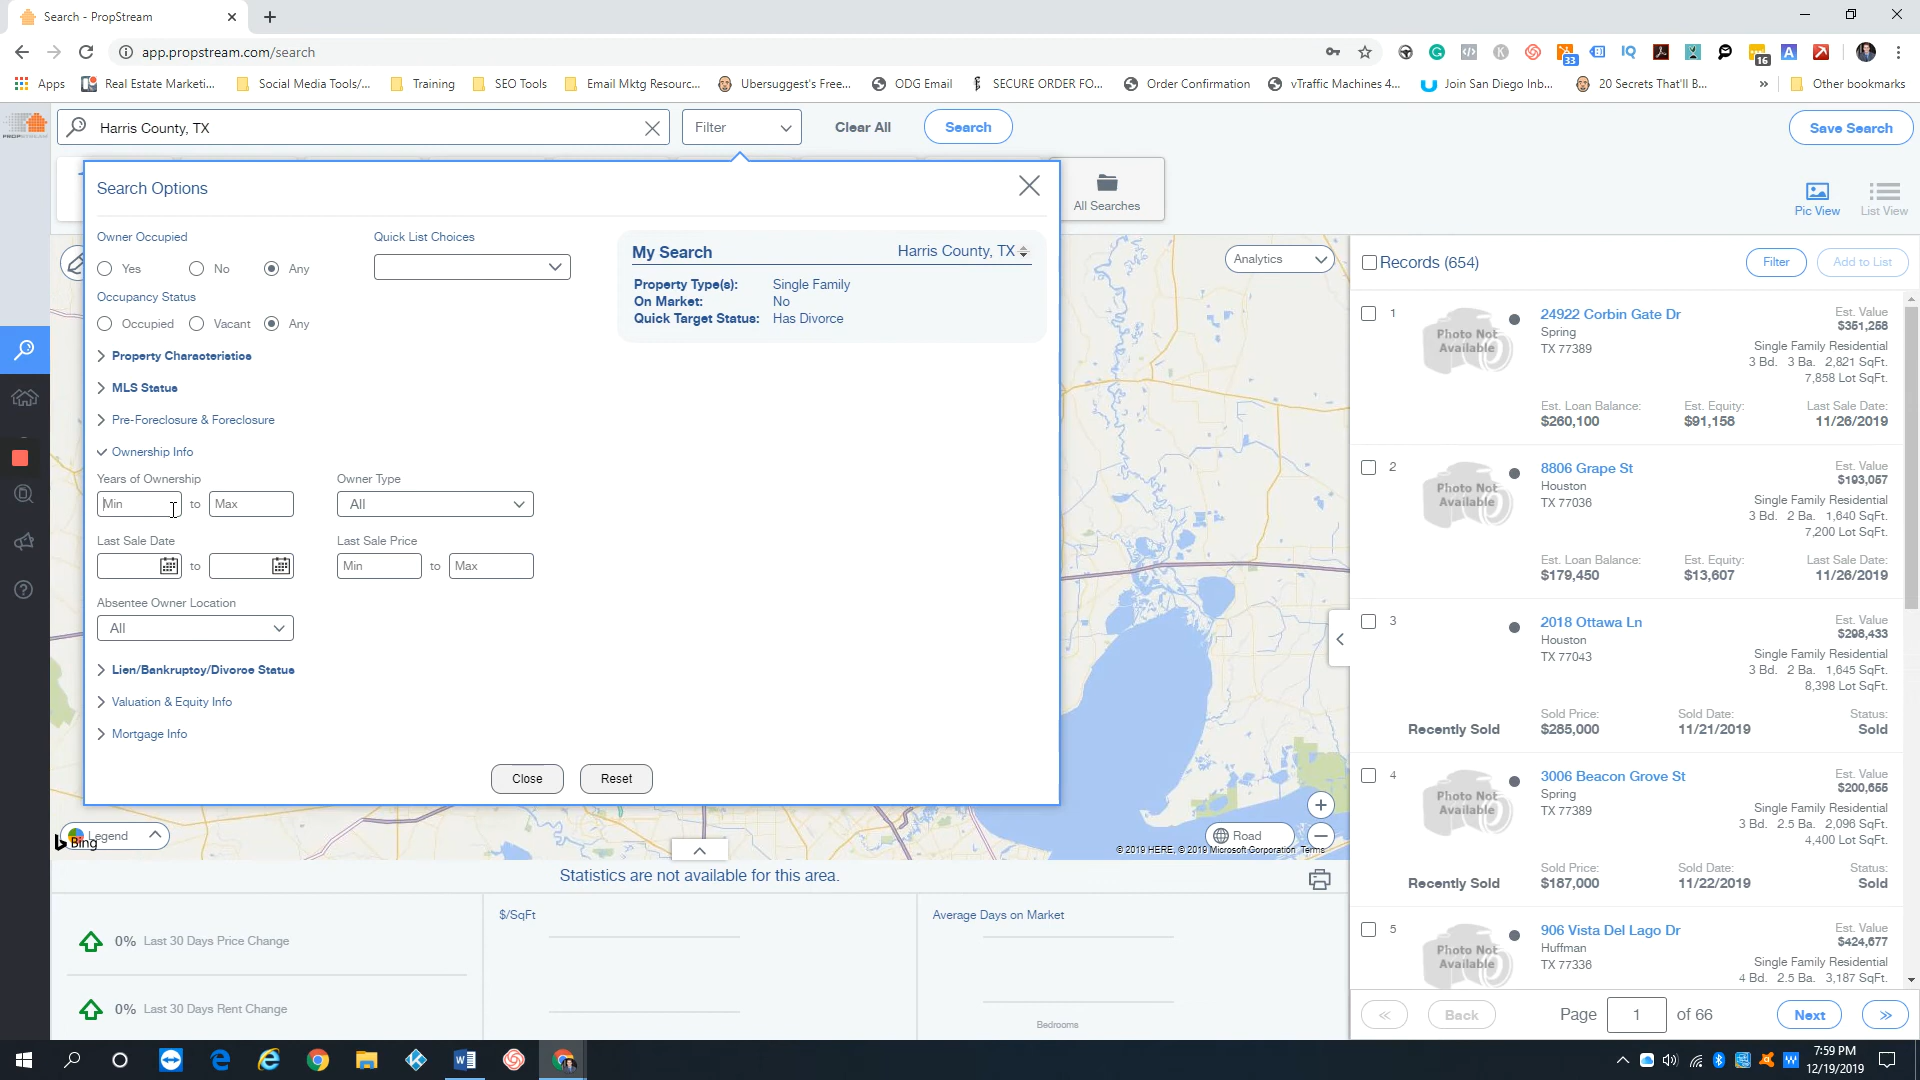 Search - PropStream
app.propstream.com/search
33
16
Apps
Real Estate Marketi...
Social Media Tools/...
Training
SEO Tools
Email Mktg Resourc...
Ubersuggest's Free...
ODG Email
SECURE ORDER FO...
Order Confirmation
vTraffic Machines 4...
Join San Diego Inb...
20 Secrets That'll B...
»
Other bookmarks
PROPSTREAM
Harris County, TX
Filter
Clear All
Search
Save Search
Search Options
All Searches
Pic View
List View
Owner Occupied
Yes
No
Any
Quick List Choices
Occupancy Status
Occupied
Vacant
Any
Property Characteristics
MLS Status
Pre-Foreclosure & Foreclosure
Ownership Info
Years of Ownership
Min
to
Max
Owner Type
All
Last Sale Date
to
Last Sale Price
Min
to
Max
Absentee Owner Location
All
Lien/Bankruptcy/Divorce Status
Valuation & Equity Info
Mortgage Info
Close
Reset
My Search
Harris County, TX
Property Type(s): Single Family
On Market: No
Quick Target Status: Has Divorce
Analytics
Legend
Bing
Road
© 2019 HERE, © 2019 Microsoft Corporation Terms
Statistics are not available for this area.
0% Last 30 Days Price Change
0% Last 30 Days Rent Change
$/SqFt
Average Days on Market
Bedrooms
Records (654)
Filter
Add to List
1
Photo Not Available
24922 Corbin Gate Dr
Spring
TX 77389
Est. Value
$351,258
Single Family Residential
3 Bd. 3 Ba. 2,821 SqFt.
7,858 Lot SqFt.
Est. Loan Balance:
$260,100
Est. Equity:
$91,158
Last Sale Date:
11/26/2019
2
Photo Not Available
8806 Grape St
Houston
TX 77036
Est. Value
$193,057
Single Family Residential
3 Bd. 2 Ba. 1,640 SqFt.
7,200 Lot SqFt.
Est. Loan Balance:
$179,450
Est. Equity:
$13,607
Last Sale Date:
11/26/2019
3
2018 Ottawa Ln
Houston
TX 77043
Est. Value
$298,433
Single Family Residential
3 Bd. 2 Ba. 1,645 SqFt.
8,398 Lot SqFt.
Recently Sold
Sold Price:
$285,000
Sold Date:
11/21/2019
Status:
Sold
4
Photo Not Available
3006 Beacon Grove St
Spring
TX 77389
Est. Value
$200,655
Single Family Residential
3 Bd. 2.5 Ba. 2,096 SqFt.
4,400 Lot SqFt.
Recently Sold
Sold Price:
$187,000
Sold Date:
11/22/2019
Status:
Sold
5
Photo Not Available
906 Vista Del Lago Dr
Huffman
TX 77336
Est. Value
$424,677
Single Family Residential
4 Bd. 2.5 Ba. 3,187 SqFt.
Back
Page 1 of 66
Next
7:59 PM
12/19/2019